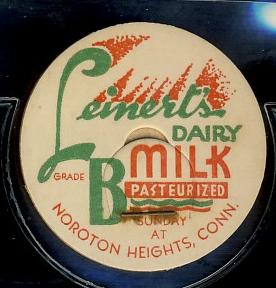 Leinert's
DAIRY
GRADE B MILK
PASTEURIZED
SUNDAY
AT
NOROTON HEIGHTS, CONN.